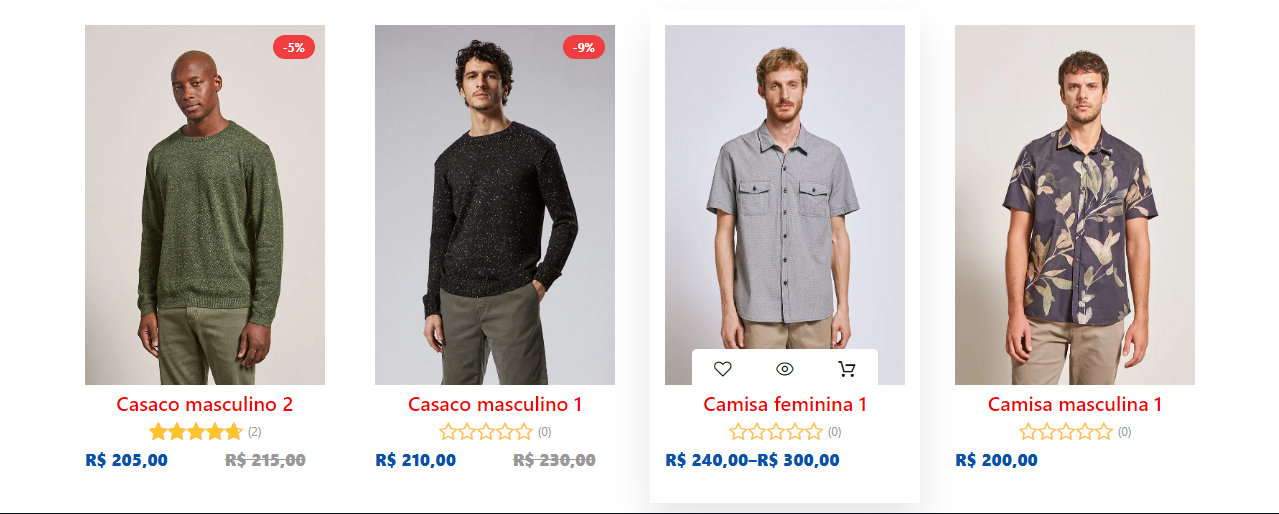 -5%
Casaco masculino 2
(2)
R$ 205,00 R$ 215,00
-9%
Casaco masculino 1
(0)
R$ 210,00 R$ 230,00
Camisa feminina 1
(0)
R$ 240,00–R$ 300,00
Camisa masculina 1
(0)
R$ 200,00